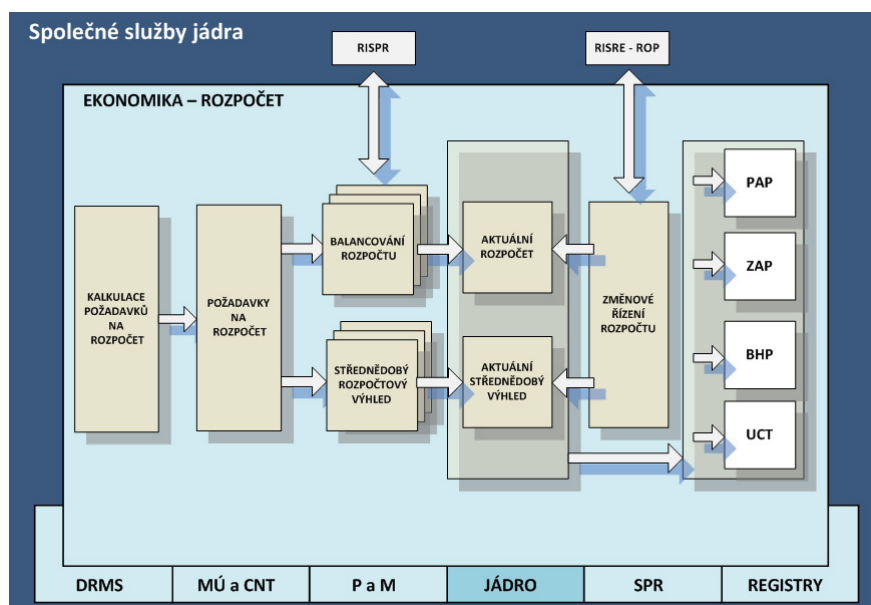 Společné služby jádra
RISPR
RISRE - ROP
EKONOMIKA – ROZPOČET
KALKULACE
POŽADAVKŮ
NA
ROZPOČET
POŽADAVKY
NA
ROZPOČET
BALANCOVÁNÍ
ROZPOČTU
STŘEDNĚDOBÝ
ROZPOČTOVÝ
VÝHLED
AKTUÁLNÍ
ROZPOČET
AKTUÁLNÍ
STŘEDNĚDOBÝ
VÝHLED
ZMĚNOVÉ
ŘÍZENÍ
ROZPOČTU
PAP
ZAP
BHP
UCT
DRMS
MÚ a CNT
P a M
JÁDRO
SPR
REGISTRY